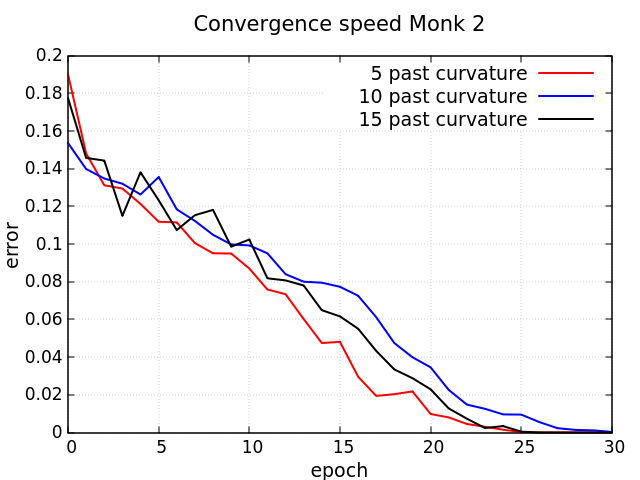 Convergence speed Monk 2
0.2
0.18
0.16
0.14
0.12
0.1
0.08
0.06
0.04
0.02
0
error
5 past curvature
10 past curvature
15 past curvature
0 5 10 15 20 25 30
epoch